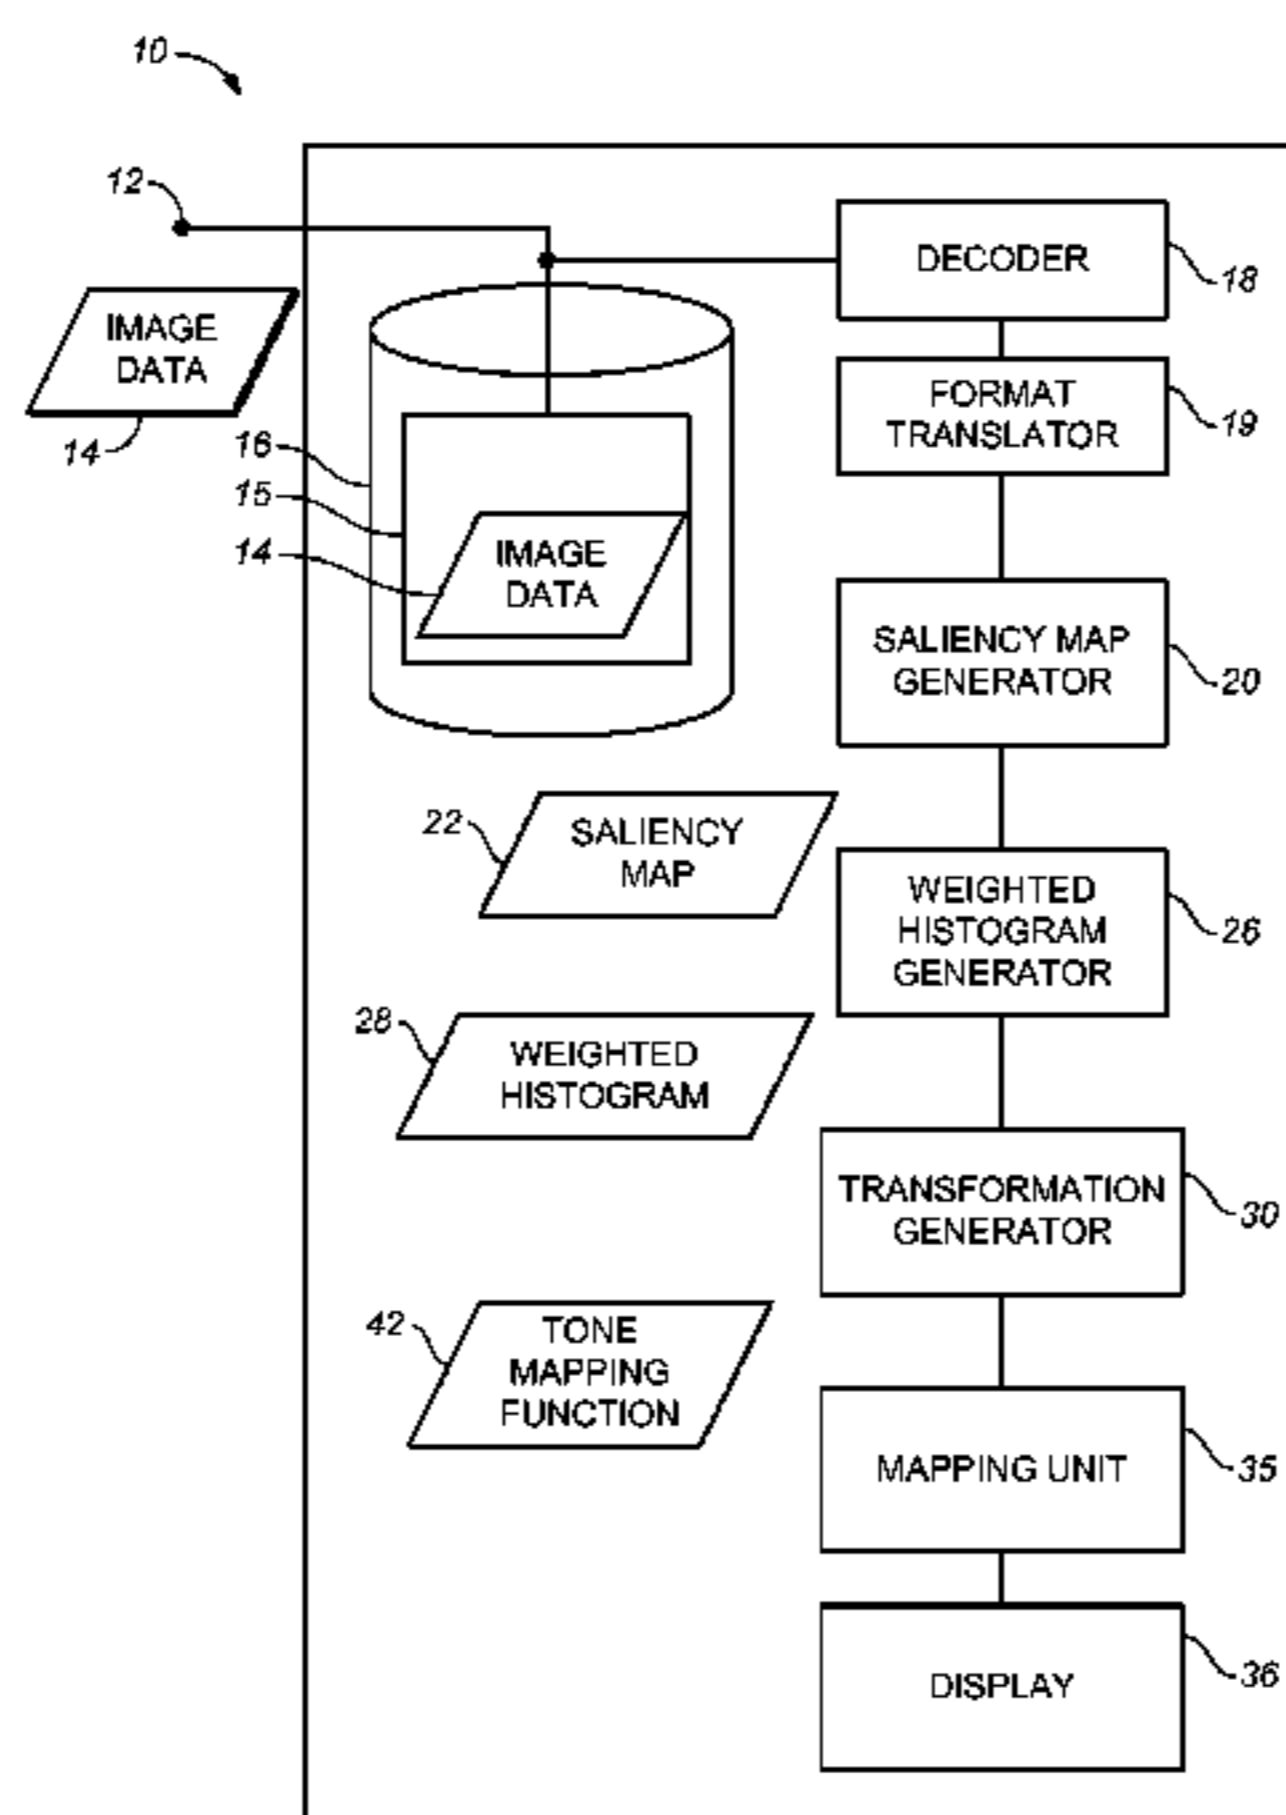 10
12
DECODER
18
IMAGE
DATA
14
FORMAT
TRANSLATOR
19
16
15
14
IMAGE
DATA
SALIENCY MAP
GENERATOR
20
22
SALIENCY
MAP
WEIGHTED
HISTOGRAM
GENERATOR
26
28
WEIGHTED
HISTOGRAM
TRANSFORMATION
GENERATOR
30
42
TONE
MAPPING
FUNCTION
MAPPING UNIT
35
DISPLAY
36